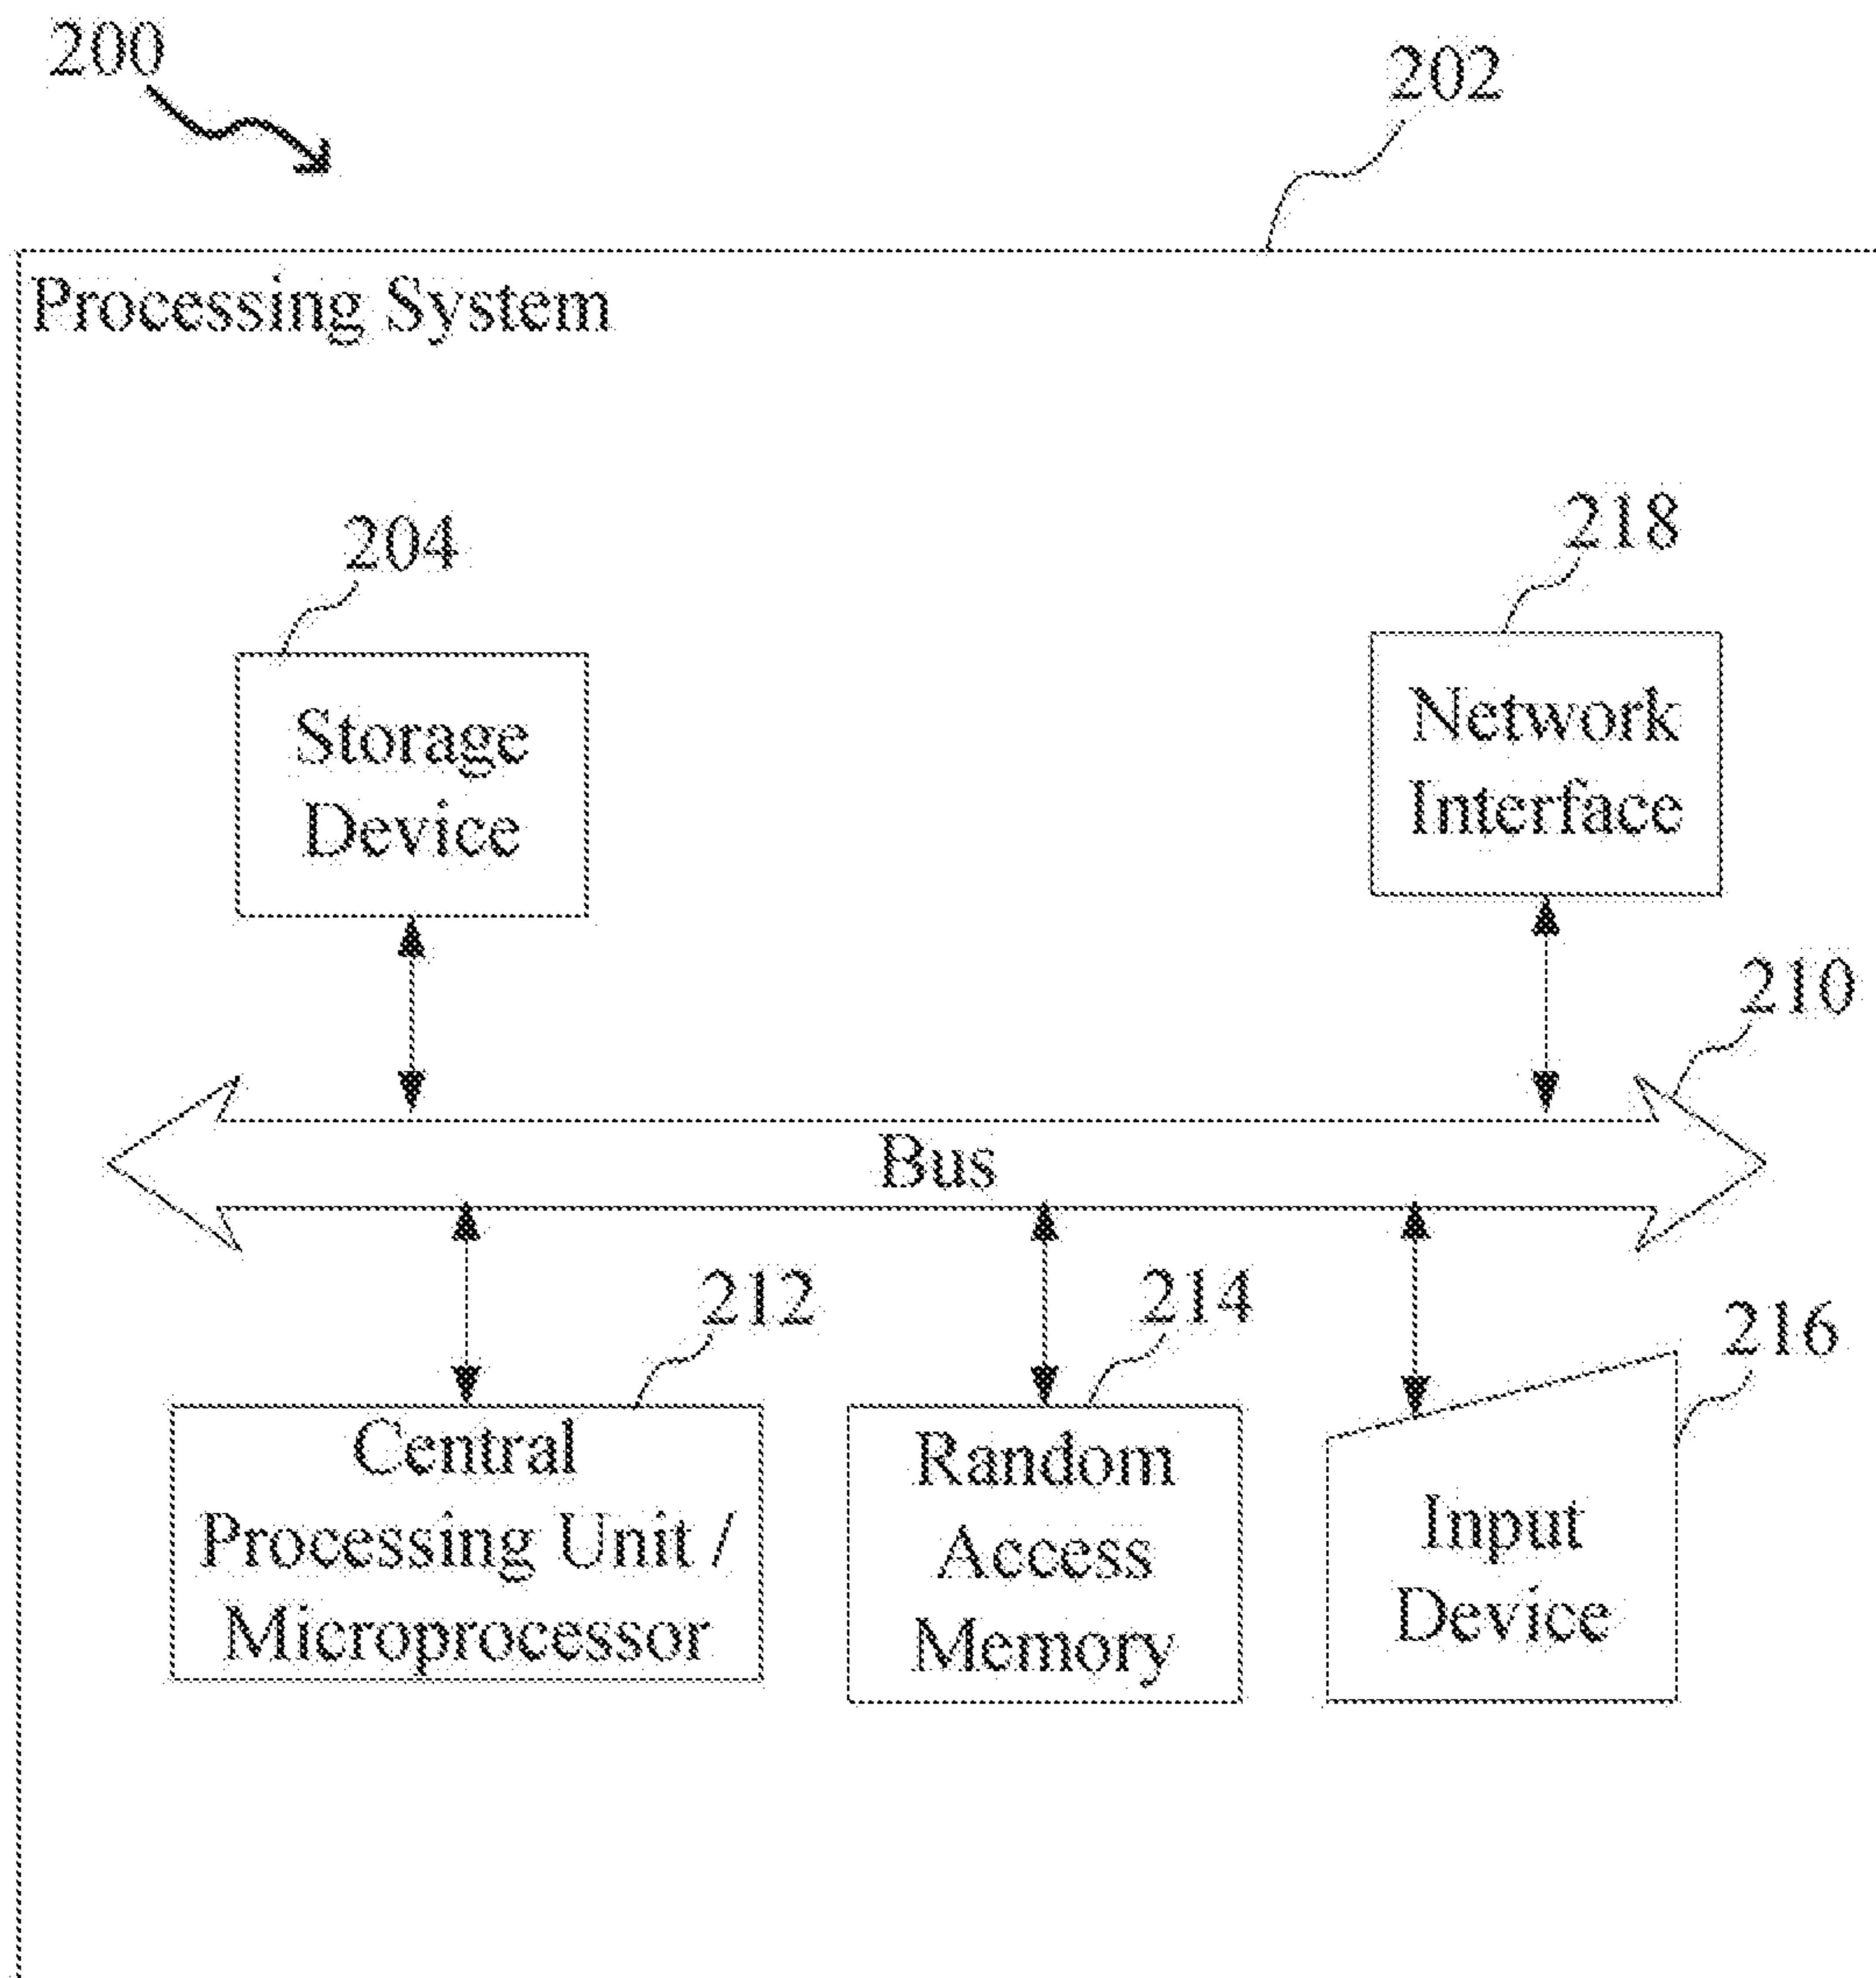 200
202
Processing System
204
218
Storage
Device
Network
Interface
210
Bus
212
214
216
Central
Processing Unit /
Microprocessor
Random
Access
Memory
Input
Device